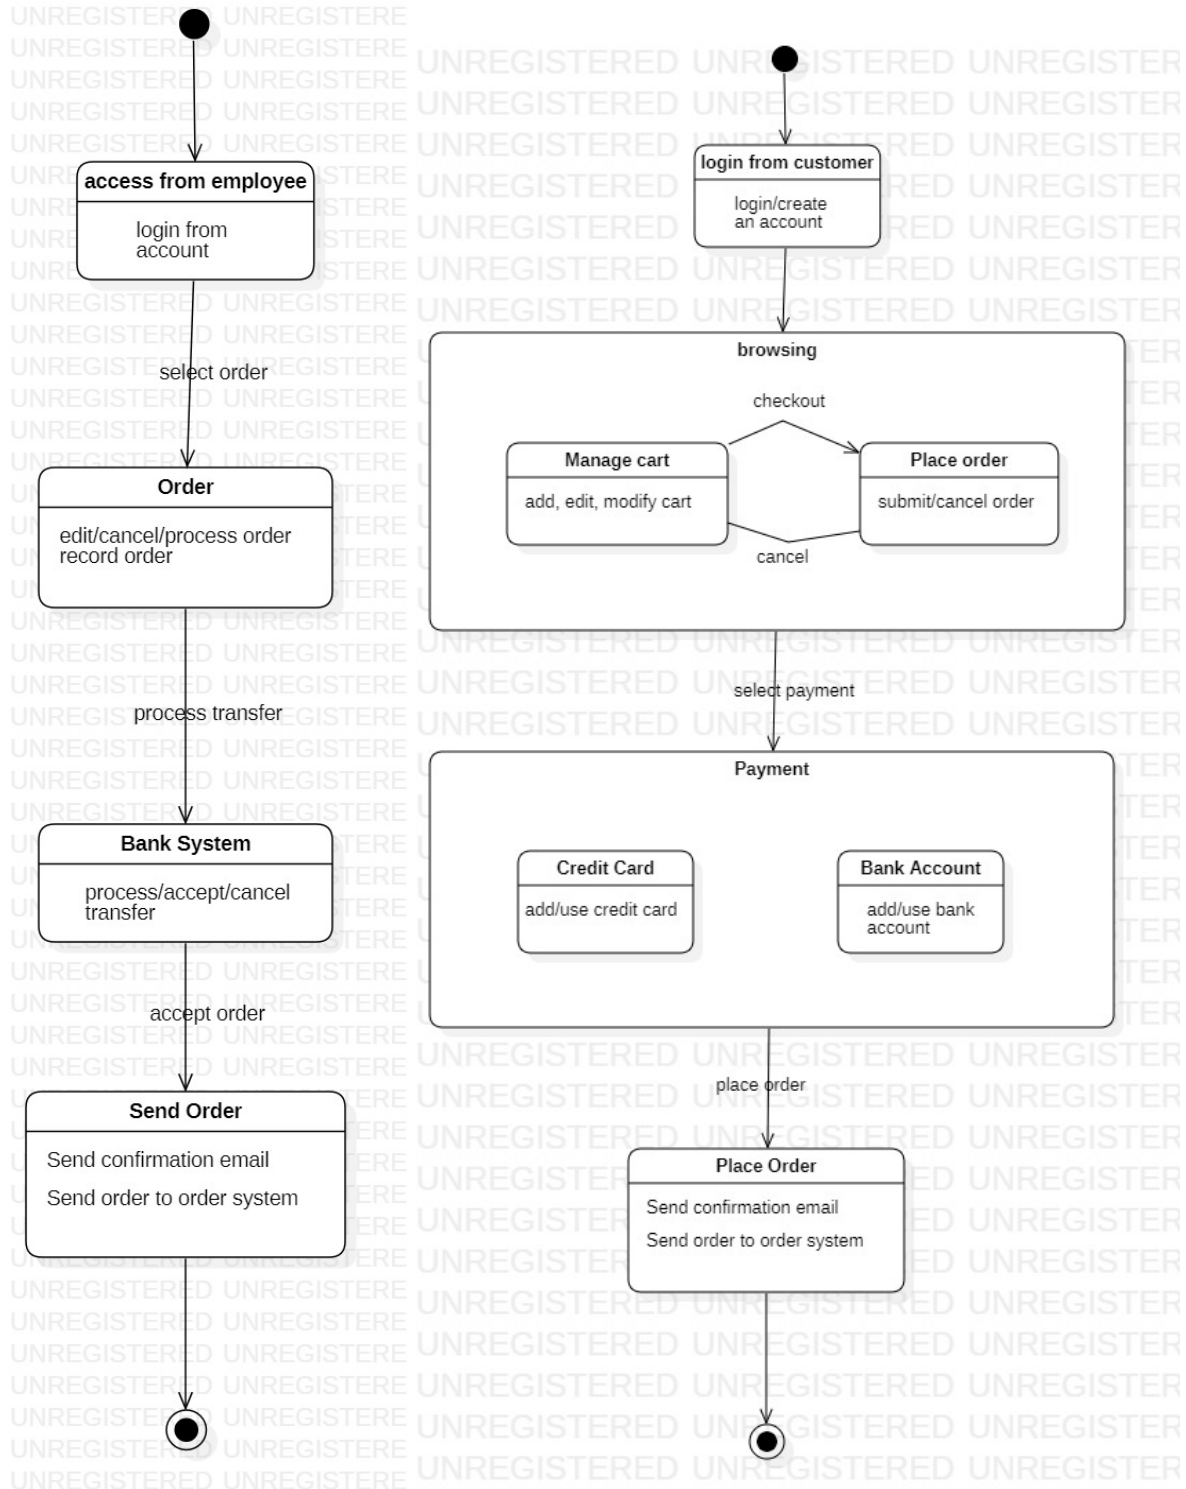 access from employee
login from
account
select order
Order
edit/cancel/process order
record order
process transfer
Bank System
process/accept/cancel
transfer
accept order
Send Order
Send confirmation email
Send order to order system
login from customer
login/create
an account
browsing
checkout
Manage cart
add, edit, modify cart
Place order
submit/cancel order
cancel
select payment
Payment
Credit Card
add/use credit card
Bank Account
add/use bank
account
place order
Place Order
Send confirmation email
Send order to order system
UNREGISTERED